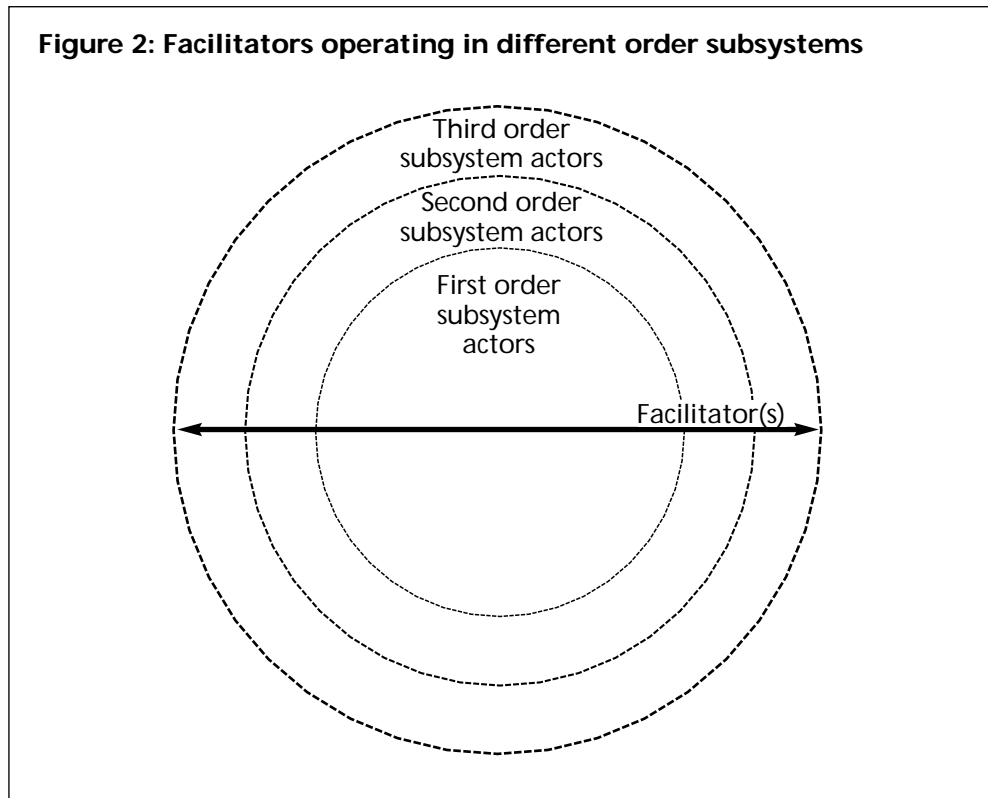 Figure 2: Facilitators operating in different order subsystems
Third order
subsystem actors
Second order
subsystem actors
First order
subsystem
actors
Facilitator(s)